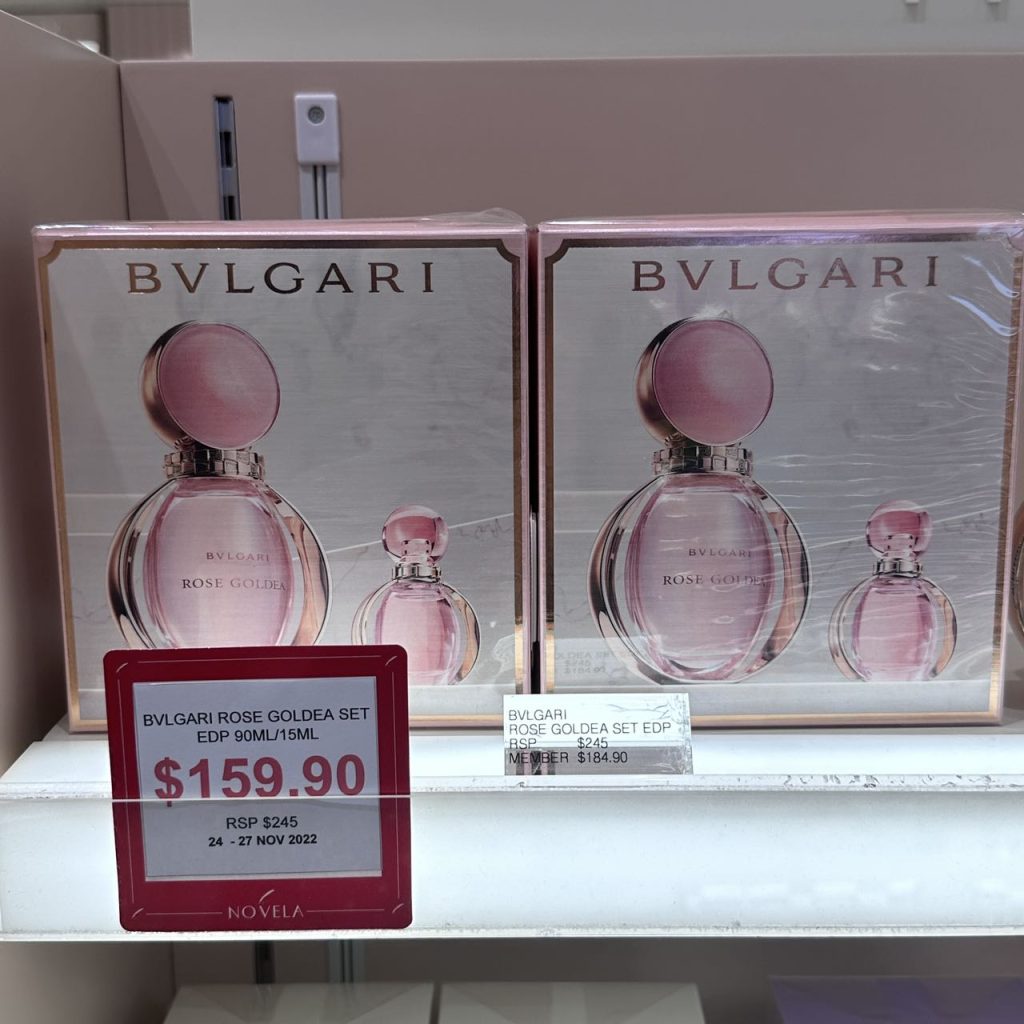 BVLGARI
BVLGARI
ROSE GOLDEA
BVLGARI
BVLGARI
ROSE GOLDEA
BVLGARI ROSE GOLDEA SET
EDP 90ML/15ML
$159.90
RSP $245
24 - 27 NOV 2022
NOVELA
BVLGARI
ROSE GOLDEA SET EDP
RSP $245
MEMBER $184.90